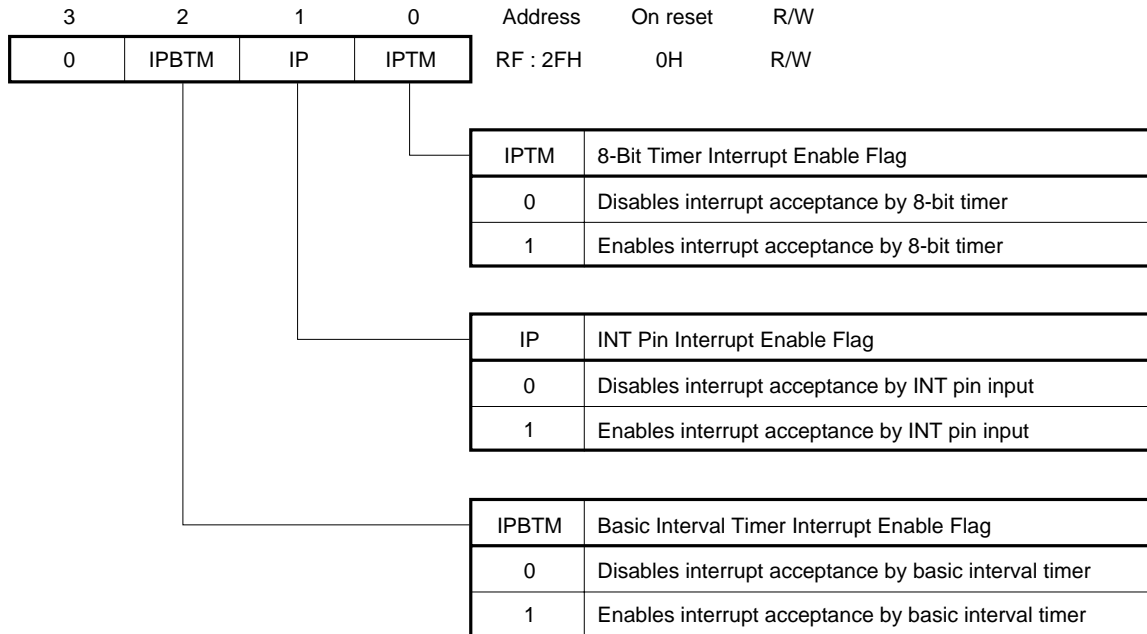 3 2 1 0 Address On reset R/W
0 IPBTM IP IPTM RF : 2FH 0H R/W
IPTM 8-Bit Timer Interrupt Enable Flag
0 Disables interrupt acceptance by 8-bit timer
1 Enables interrupt acceptance by 8-bit timer
IP INT Pin Interrupt Enable Flag
0 Disables interrupt acceptance by INT pin input
1 Enables interrupt acceptance by INT pin input
IPBTM Basic Interval Timer Interrupt Enable Flag
0 Disables interrupt acceptance by basic interval timer
1 Enables interrupt acceptance by basic interval timer